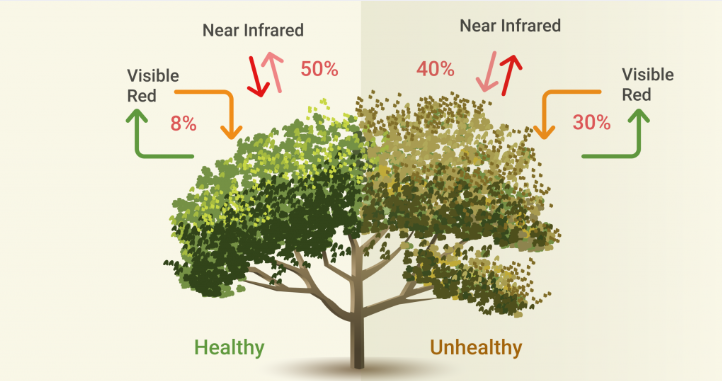 Near Infrared
50%
Visible
Red
8%
Near Infrared
40%
Visible
Red
30%
Healthy
Unhealthy